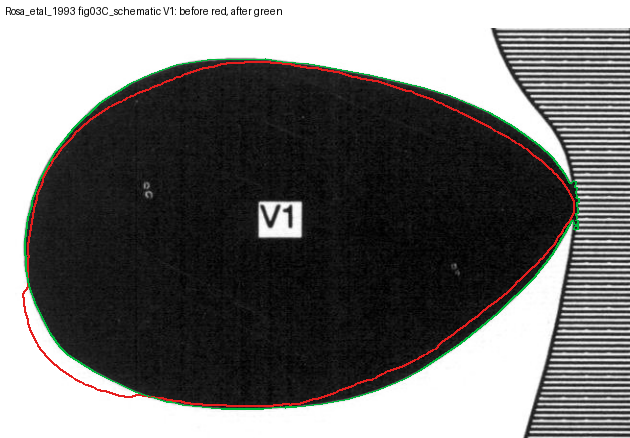 Rosa_etal_1993 fig03C_schematic V1: before red, after green
V1